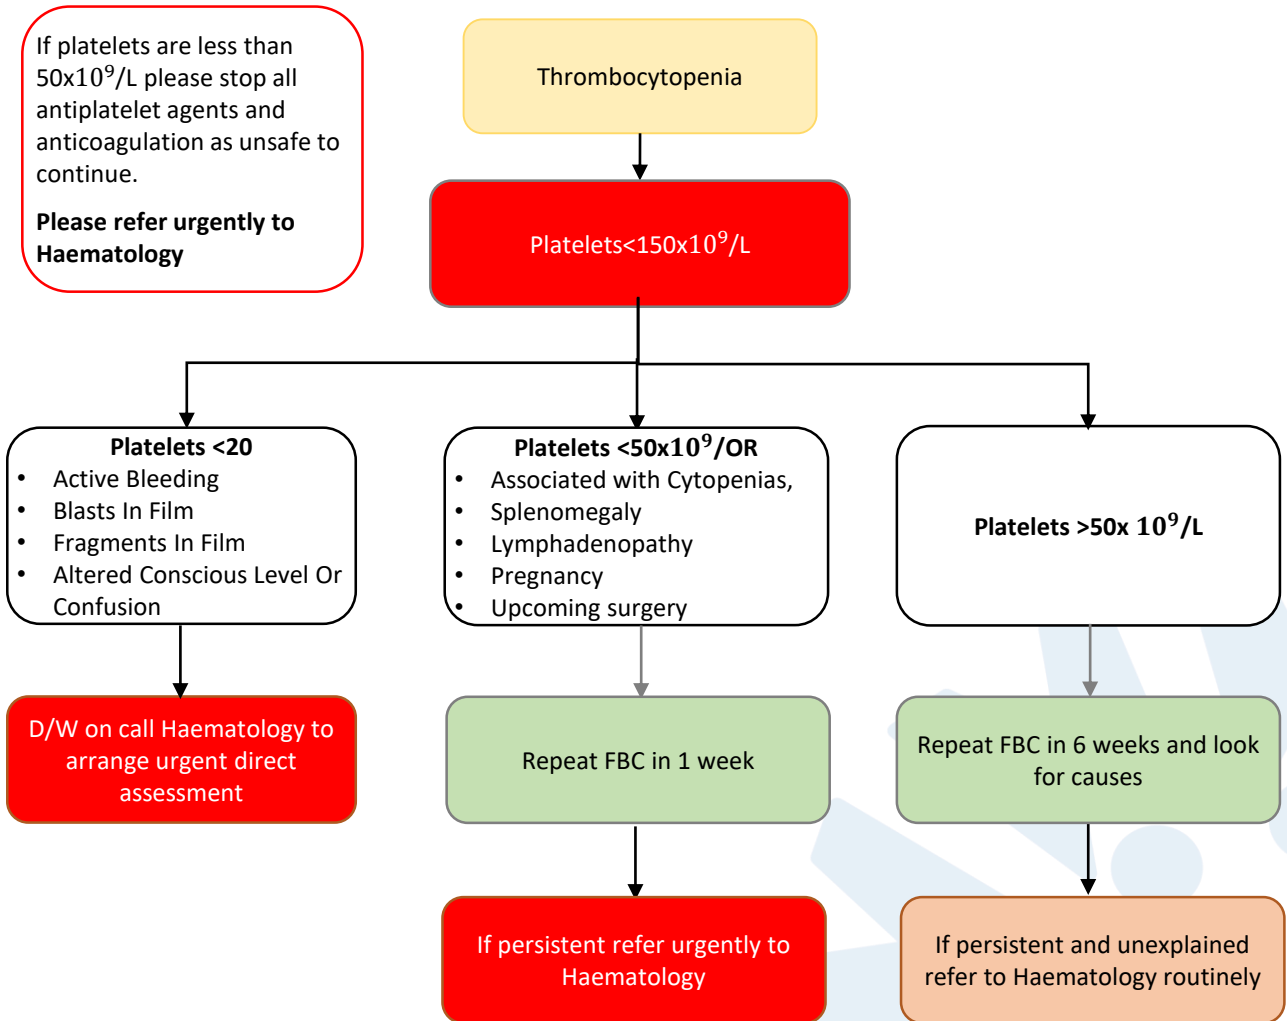 If platelets are less than
50x10⁹/L please stop all
antiplatelet agents and
anticoagulation as unsafe to
continue.
Please refer urgently to
Haematology
Thrombocytopenia
Platelets<150x10⁹/L
Platelets <20
• Active Bleeding
• Blasts In Film
• Fragments In Film
• Altered Conscious Level Or
Confusion
Platelets <50x10⁹/OR
• Associated with Cytopenias,
• Splenomegaly
• Lymphadenopathy
• Pregnancy
• Upcoming surgery
Platelets >50x 10⁹/L
D/W on call Haematology to
arrange urgent direct
assessment
Repeat FBC in 1 week
Repeat FBC in 6 weeks and look
for causes
If persistent refer urgently to
Haematology
If persistent and unexplained
refer to Haematology routinely